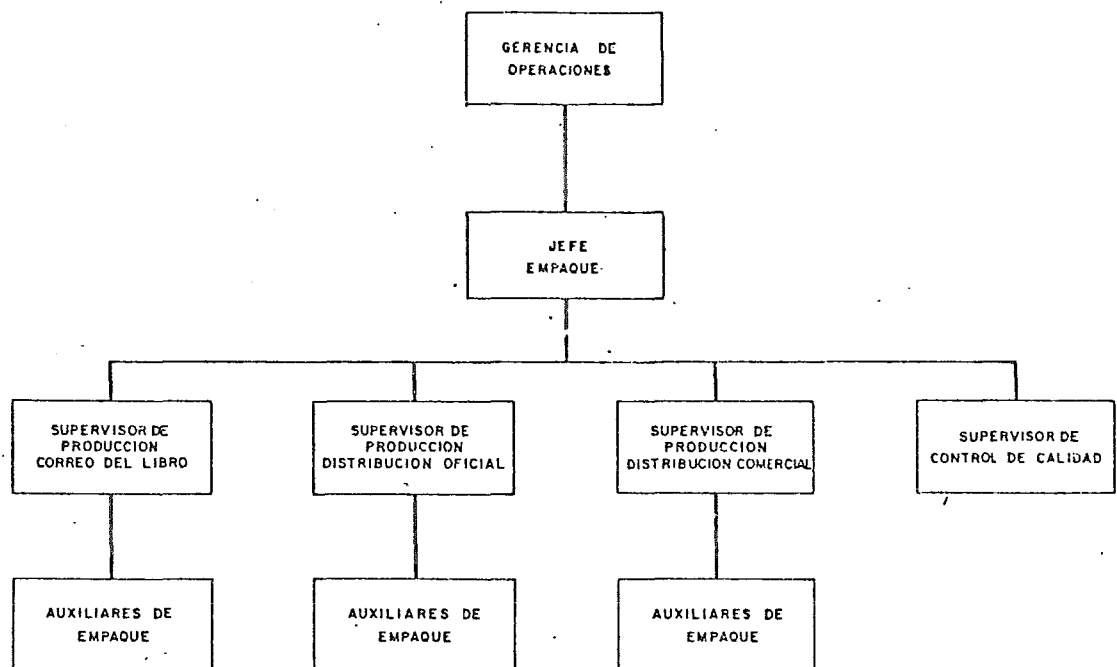 GERENCIA DE
OPERACIONES
JEFE
EMPAQUE
SUPERVISOR DE
PRODUCCION
CORREO DEL LIBRO
SUPERVISOR DE
PRODUCCION
DISTRIBUCION OFICIAL
SUPERVISOR DE
PRODUCCION
DISTRIBUCION COMERCIAL
SUPERVISOR DE
CONTROL DE CALIDAD
AUXILIARES DE
EMPAQUE
AUXILIARES DE
EMPAQUE
AUXILIARES DE
EMPAQUE